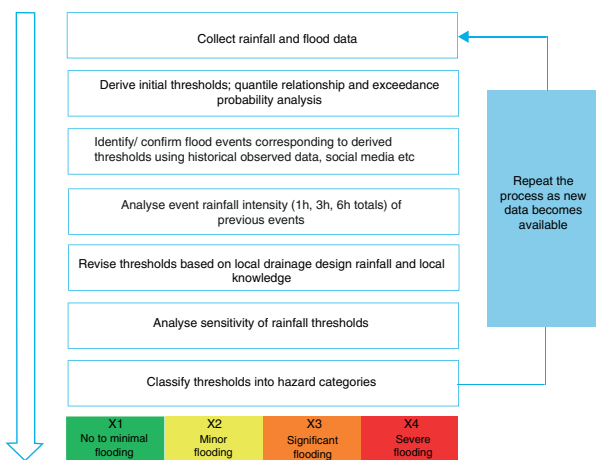 Collect rainfall and flood data
Derive initial thresholds; quantile relationship and exceedance
probability analysis
Identify/ confirm flood events corresponding to derived
thresholds using historical observed data, social media etc
Analyse event rainfall intensity (1h, 3h, 6h totals) of
previous events
Revise thresholds based on local drainage design rainfall and local
knowledge
Analyse sensitivity of rainfall thresholds
Classify thresholds into hazard categories
Repeat the
process as new
data becomes
available
X1
No to minimal
flooding
X2
Minor
flooding
X3
Significant
flooding
X4
Severe
flooding